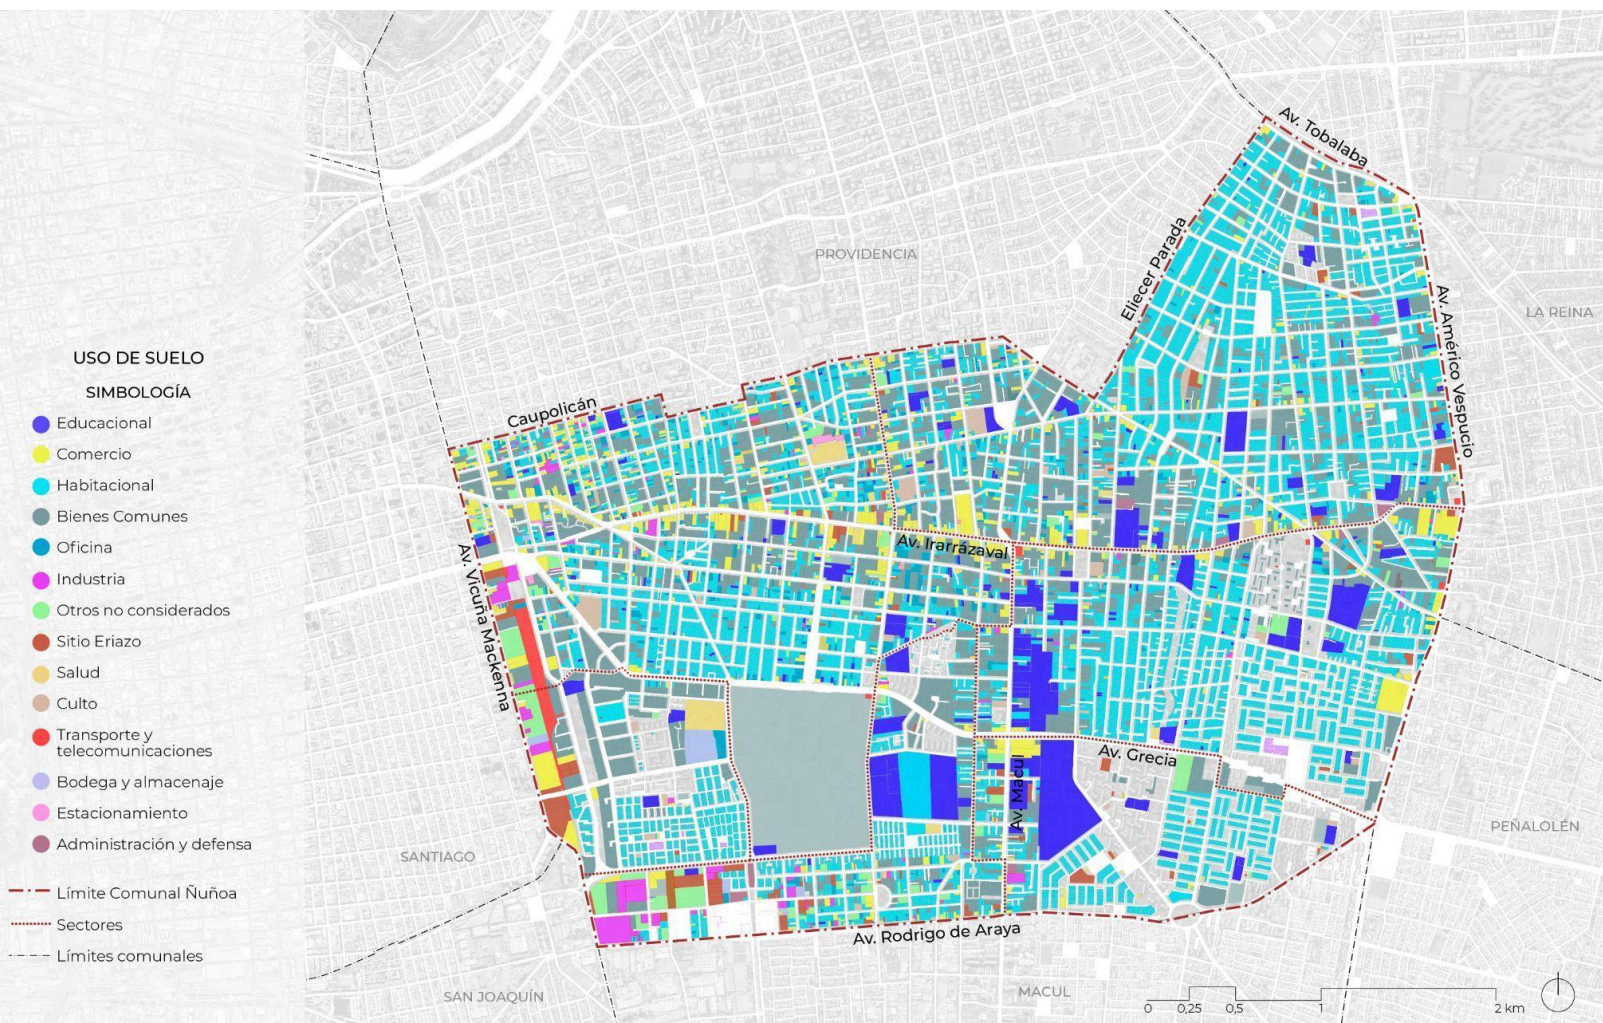 USO DE SUELO
SIMBOLOGÍA
Educacional
Comercio
Habitacional
Bienes Comunes
Oficina
Industria
Otros no considerados
Sitio Eriazo
Salud
Culto
Transporte y
telecomunicaciones
Bodega y almacenaje
Estacionamiento
Administración y defensa
Límite Comunal Ñuñoa
Sectores
Límites comunales
Av. Tobalaba
PROVIDENCIA
Eliecer Parada
Av. Américo Vespucio
LA REINA
Caupolicán
Av. Irarrázaval
Av. Vicuña Mackenna
Av. Grecia
Av. Macul
PEÑALOLÉN
SANTIAGO
Av. Rodrigo de Araya
SAN JOAQUÍN
MACUL
0 0,25 0,5 1 2 km